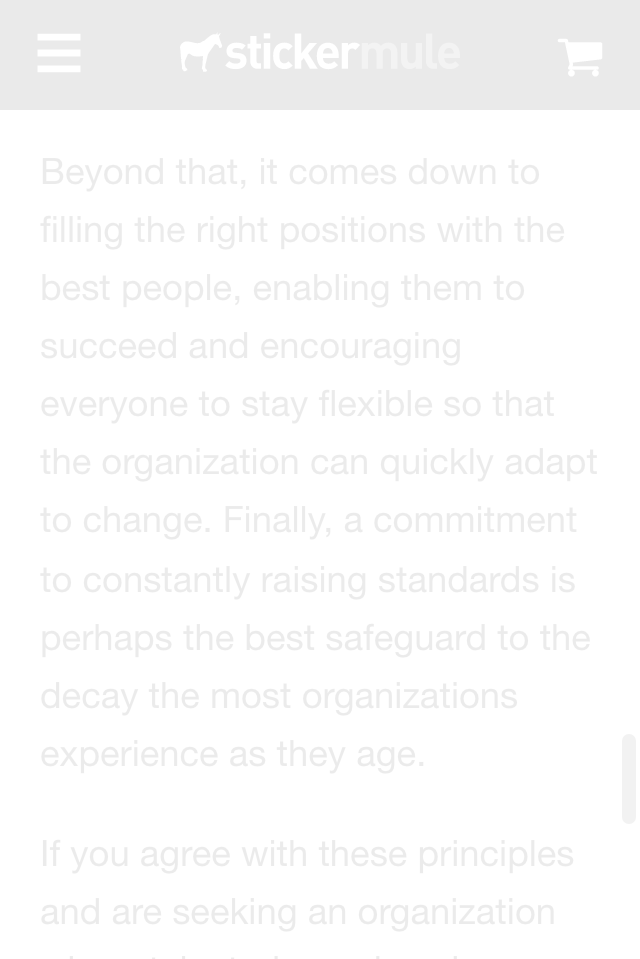 stickermule
Beyond that, it comes down to
filling the right positions with the
best people, enabling them to
succeed and encouraging
everyone to stay flexible so that
the organization can quickly adapt
to change. Finally, a commitment
to constantly raising standards is
perhaps the best safeguard to the
decay the most organizations
experience as they age.
If you agree with these principles
and are seeking an organization